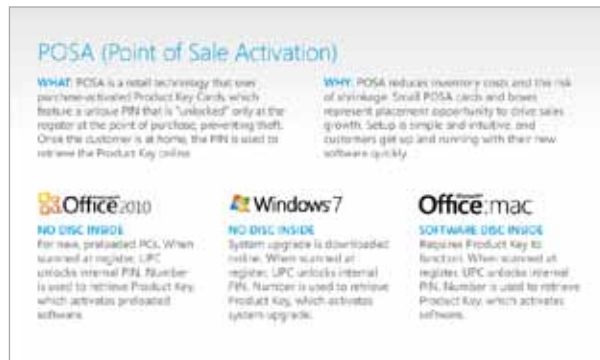 POSA (Point of Sale Activation)
WHAT: POSA is a retail technology that uses
purchase-activated Product Key Cards, which
feature a unique PIN that is "unlocked" only at the
register at the point of purchase, preventing theft.
Once the customer is at home, the PIN is used to
retrieve the Product Key online.
WHY: POSA reduces inventory costs and the risk
of shrinkage. Small POSA cards and boxes
represent placement opportunity to drive sales
growth. Setup is simple and intuitive, and
customers get up and running with their new
software quickly.
Office 2010
NO DISC INSIDE
For new, preloaded PCs. When
scanned at register, UPC
unlocks internal PIN. Number
is used to retrieve Product Key,
which activates preloaded
software.
Windows 7
NO DISC INSIDE
System upgrade is downloaded
online. When scanned at
register, UPC unlocks internal
PIN. Number is used to retrieve
Product Key, which activates
system upgrade.
Office:mac
SOFTWARE DISC INSIDE
Requires Product Key to
function. When scanned at
register, UPC unlocks internal
PIN. Number is used to retrieve
Product Key, which activates
software.